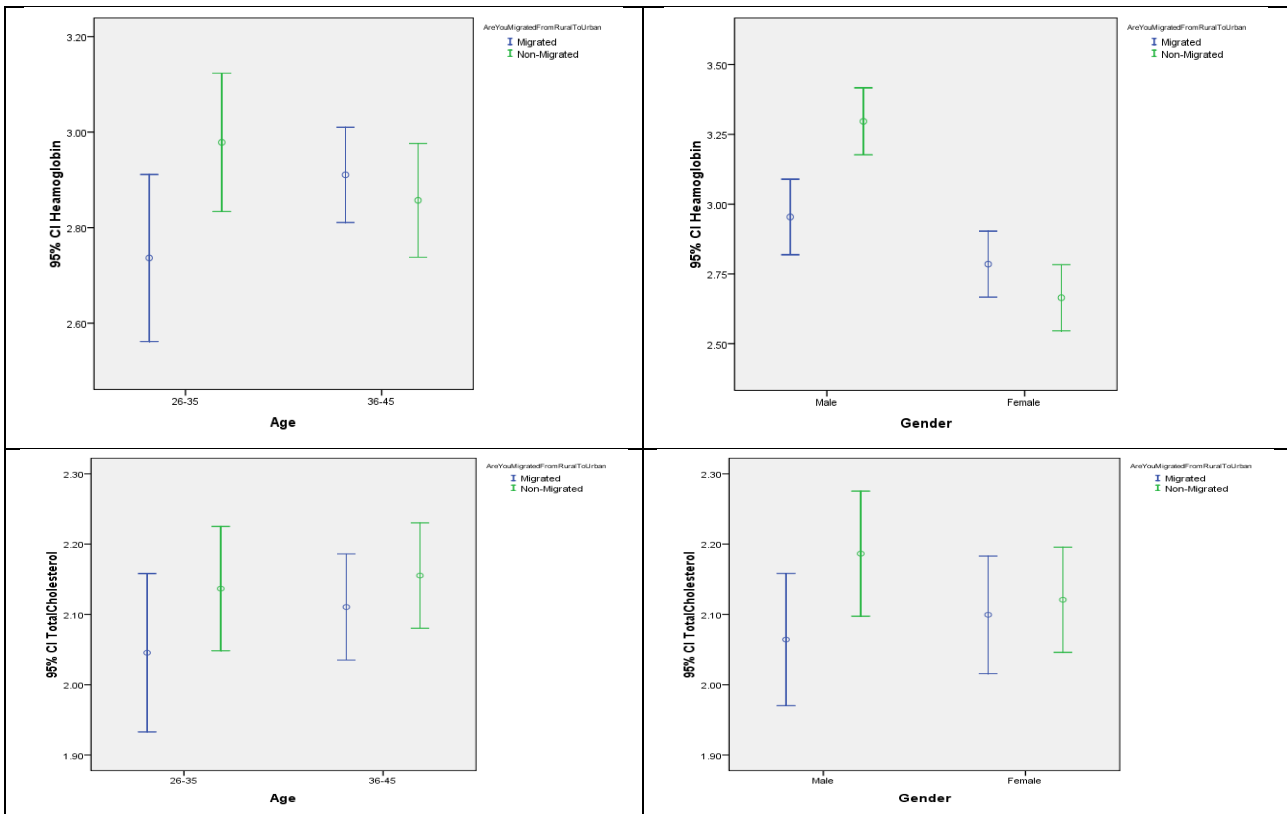 AreYouMigratedFromRuralToUrban
Migrated
Non-Migrated
3.20
3.00
2.80
2.60
95% CI Heamoglobin
26-35
36-45
Age
AreYouMigratedFromRuralToUrban
Migrated
Non-Migrated
3.50
3.25
3.00
2.75
2.50
95% CI Heamoglobin
Male
Female
Gender
AreYouMigratedFromRuralToUrban
Migrated
Non-Migrated
2.30
2.20
2.10
2.00
1.90
95% CI TotalCholesterol
26-35
36-45
Age
AreYouMigratedFromRuralToUrban
Migrated
Non-Migrated
2.30
2.20
2.10
2.00
1.90
95% CI TotalCholesterol
Male
Female
Gender